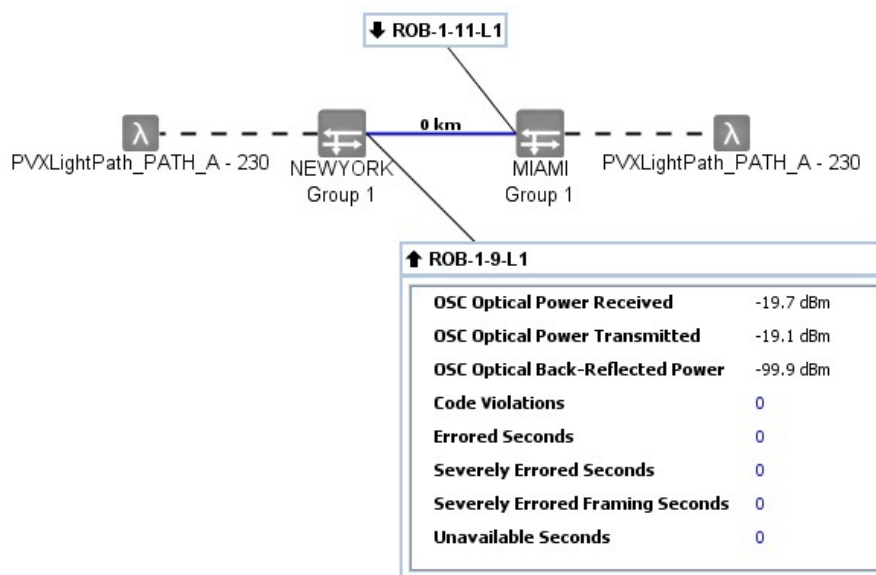 ROB-1-11-L1
0 km
λ
λ
PVXLightPath_PATH_A - 230
NEWYORK
Group 1
MIAMI
Group 1
PVXLightPath_PATH_A - 230
ROB-1-9-L1
OSC Optical Power Received -19.7 dBm
OSC Optical Power Transmitted -19.1 dBm
OSC Optical Back-Reflected Power -99.9 dBm
Code Violations 0
Errored Seconds 0
Severely Errored Seconds 0
Severely Errored Framing Seconds 0
Unavailable Seconds 0